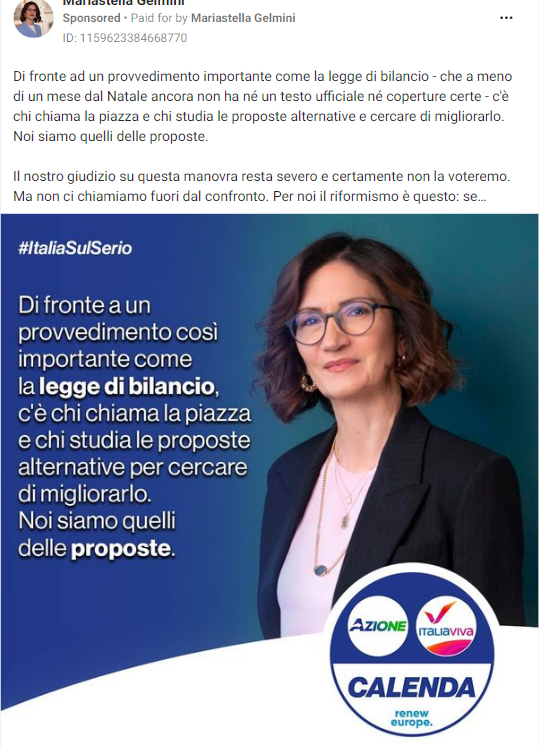 Mariastella Gelmini
Sponsored • Paid for by Mariastella Gelmini
ID: 1159623384668770
Di fronte ad un provvedimento importante come la legge di bilancio - che a meno
di un mese dal Natale ancora non ha né un testo ufficiale né coperture certe - c'è
chi chiama la piazza e chi studia le proposte alternative e cercare di migliorarlo.
Noi siamo quelli delle proposte.
Il nostro giudizio su questa manovra resta severo e certamente non la voteremo.
Ma non ci chiamiamo fuori dal confronto. Per noi il riformismo è questo: se...
#ItaliaSulSerio
Di fronte a un
provvedimento così
importante come
la legge di bilancio,
c'è chi chiama la piazza
e chi studia le proposte
alternative per cercare
di migliorarlo.
Noi siamo quelli
delle proposte.
AZIONE
ITALIAVIVA
CALENDA
renew
europe.